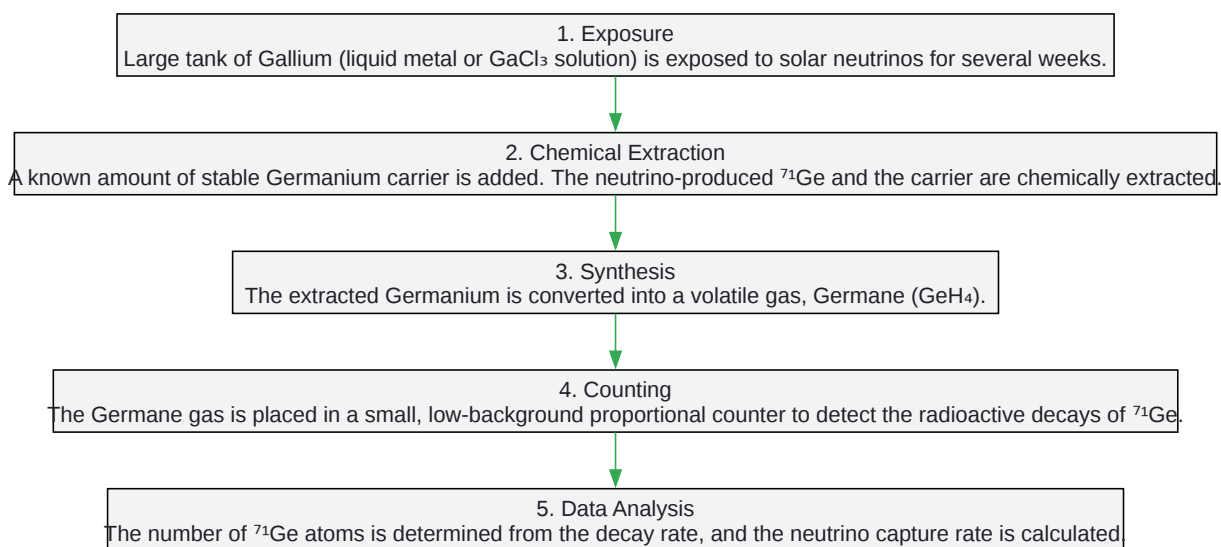 1. Exposure
Large tank of Gallium (liquid metal or GaCl₃ solution) is exposed to solar neutrinos for several weeks.
2. Chemical Extraction
A known amount of stable Germanium carrier is added. The neutrino-produced ⁷¹Ge and the carrier are chemically extracted.
3. Synthesis
The extracted Germanium is converted into a volatile gas, Germane (GeH₄).
4. Counting
The Germane gas is placed in a small, low-background proportional counter to detect the radioactive decays of ⁷¹Ge.
5. Data Analysis
The number of ⁷¹Ge atoms is determined from the decay rate, and the neutrino capture rate is calculated.